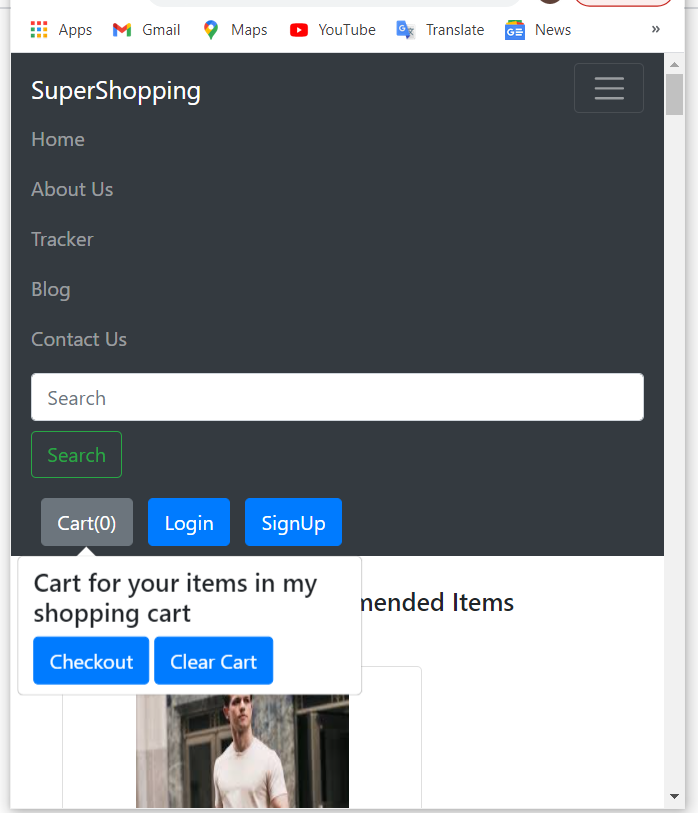 Apps Gmail Maps YouTube Translate News »
SuperShopping
Home
About Us
Tracker
Blog
Contact Us
Search
Search
Cart(0) Login SignUp
Cart for your items in my
shopping cart
mended Items
Checkout Clear Cart